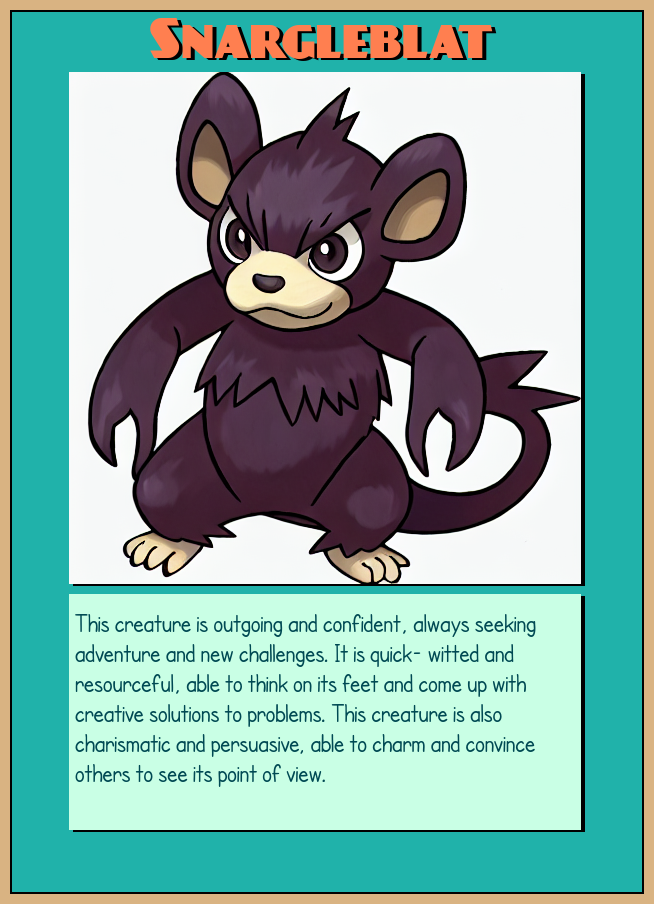 Snargleblat
This creature is outgoing and confident, always seeking
adventure and new challenges. It is quick- witted and
resourceful, able to think on its feet and come up with
creative solutions to problems. This creature is also
charismatic and persuasive, able to charm and convince
others to see its point of view.